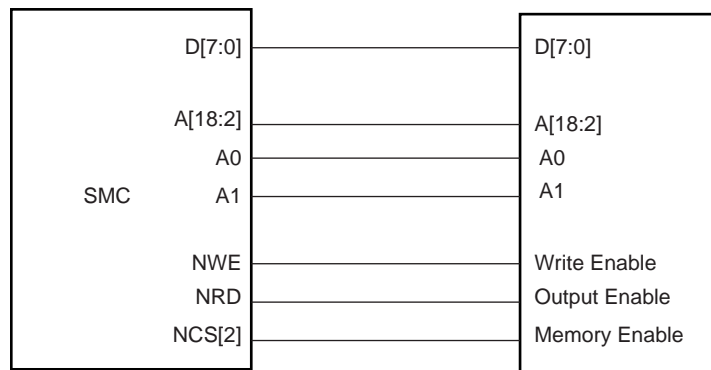 D[7:0] D[7:0]
A[18:2] A[18:2]
A0 A0
SMC A1 A1
NWE Write Enable
NRD Output Enable
NCS[2] Memory Enable